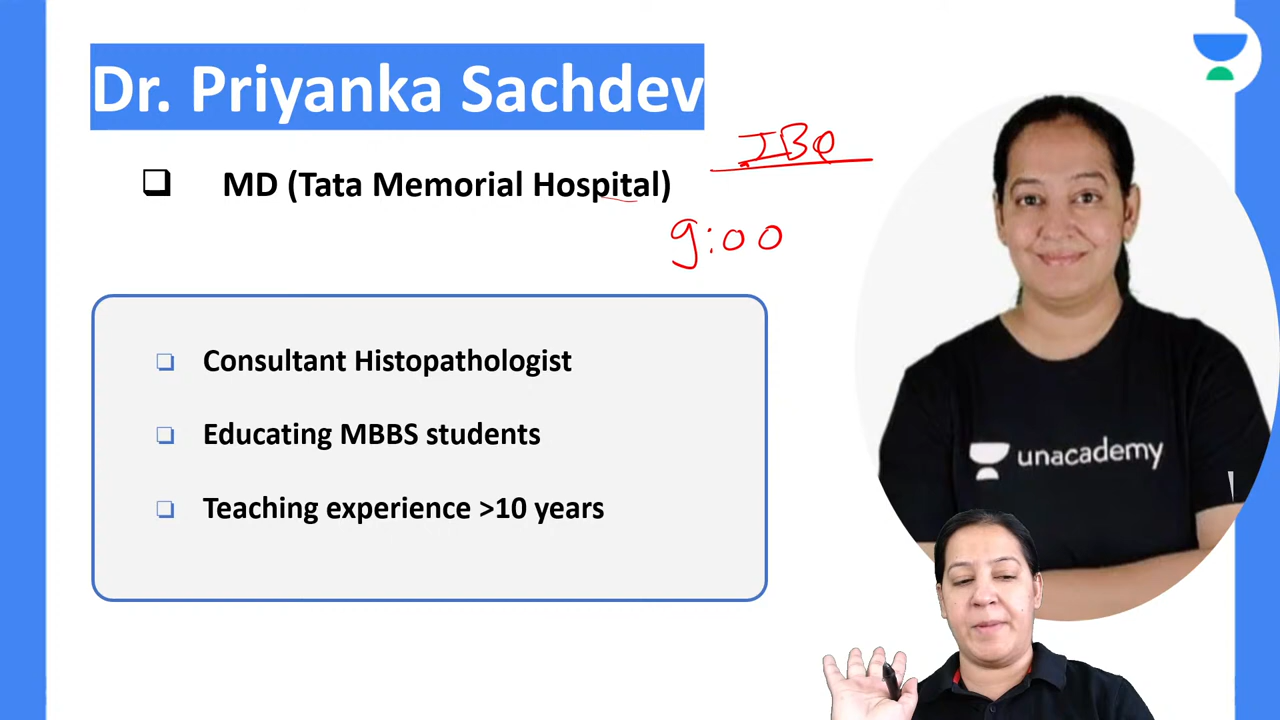 Dr. Priyanka Sachdev
MD (Tata Memorial Hospital)
IBQ
9:00
Consultant Histopathologist
Educating MBBS students
Teaching experience >10 years
unacademy